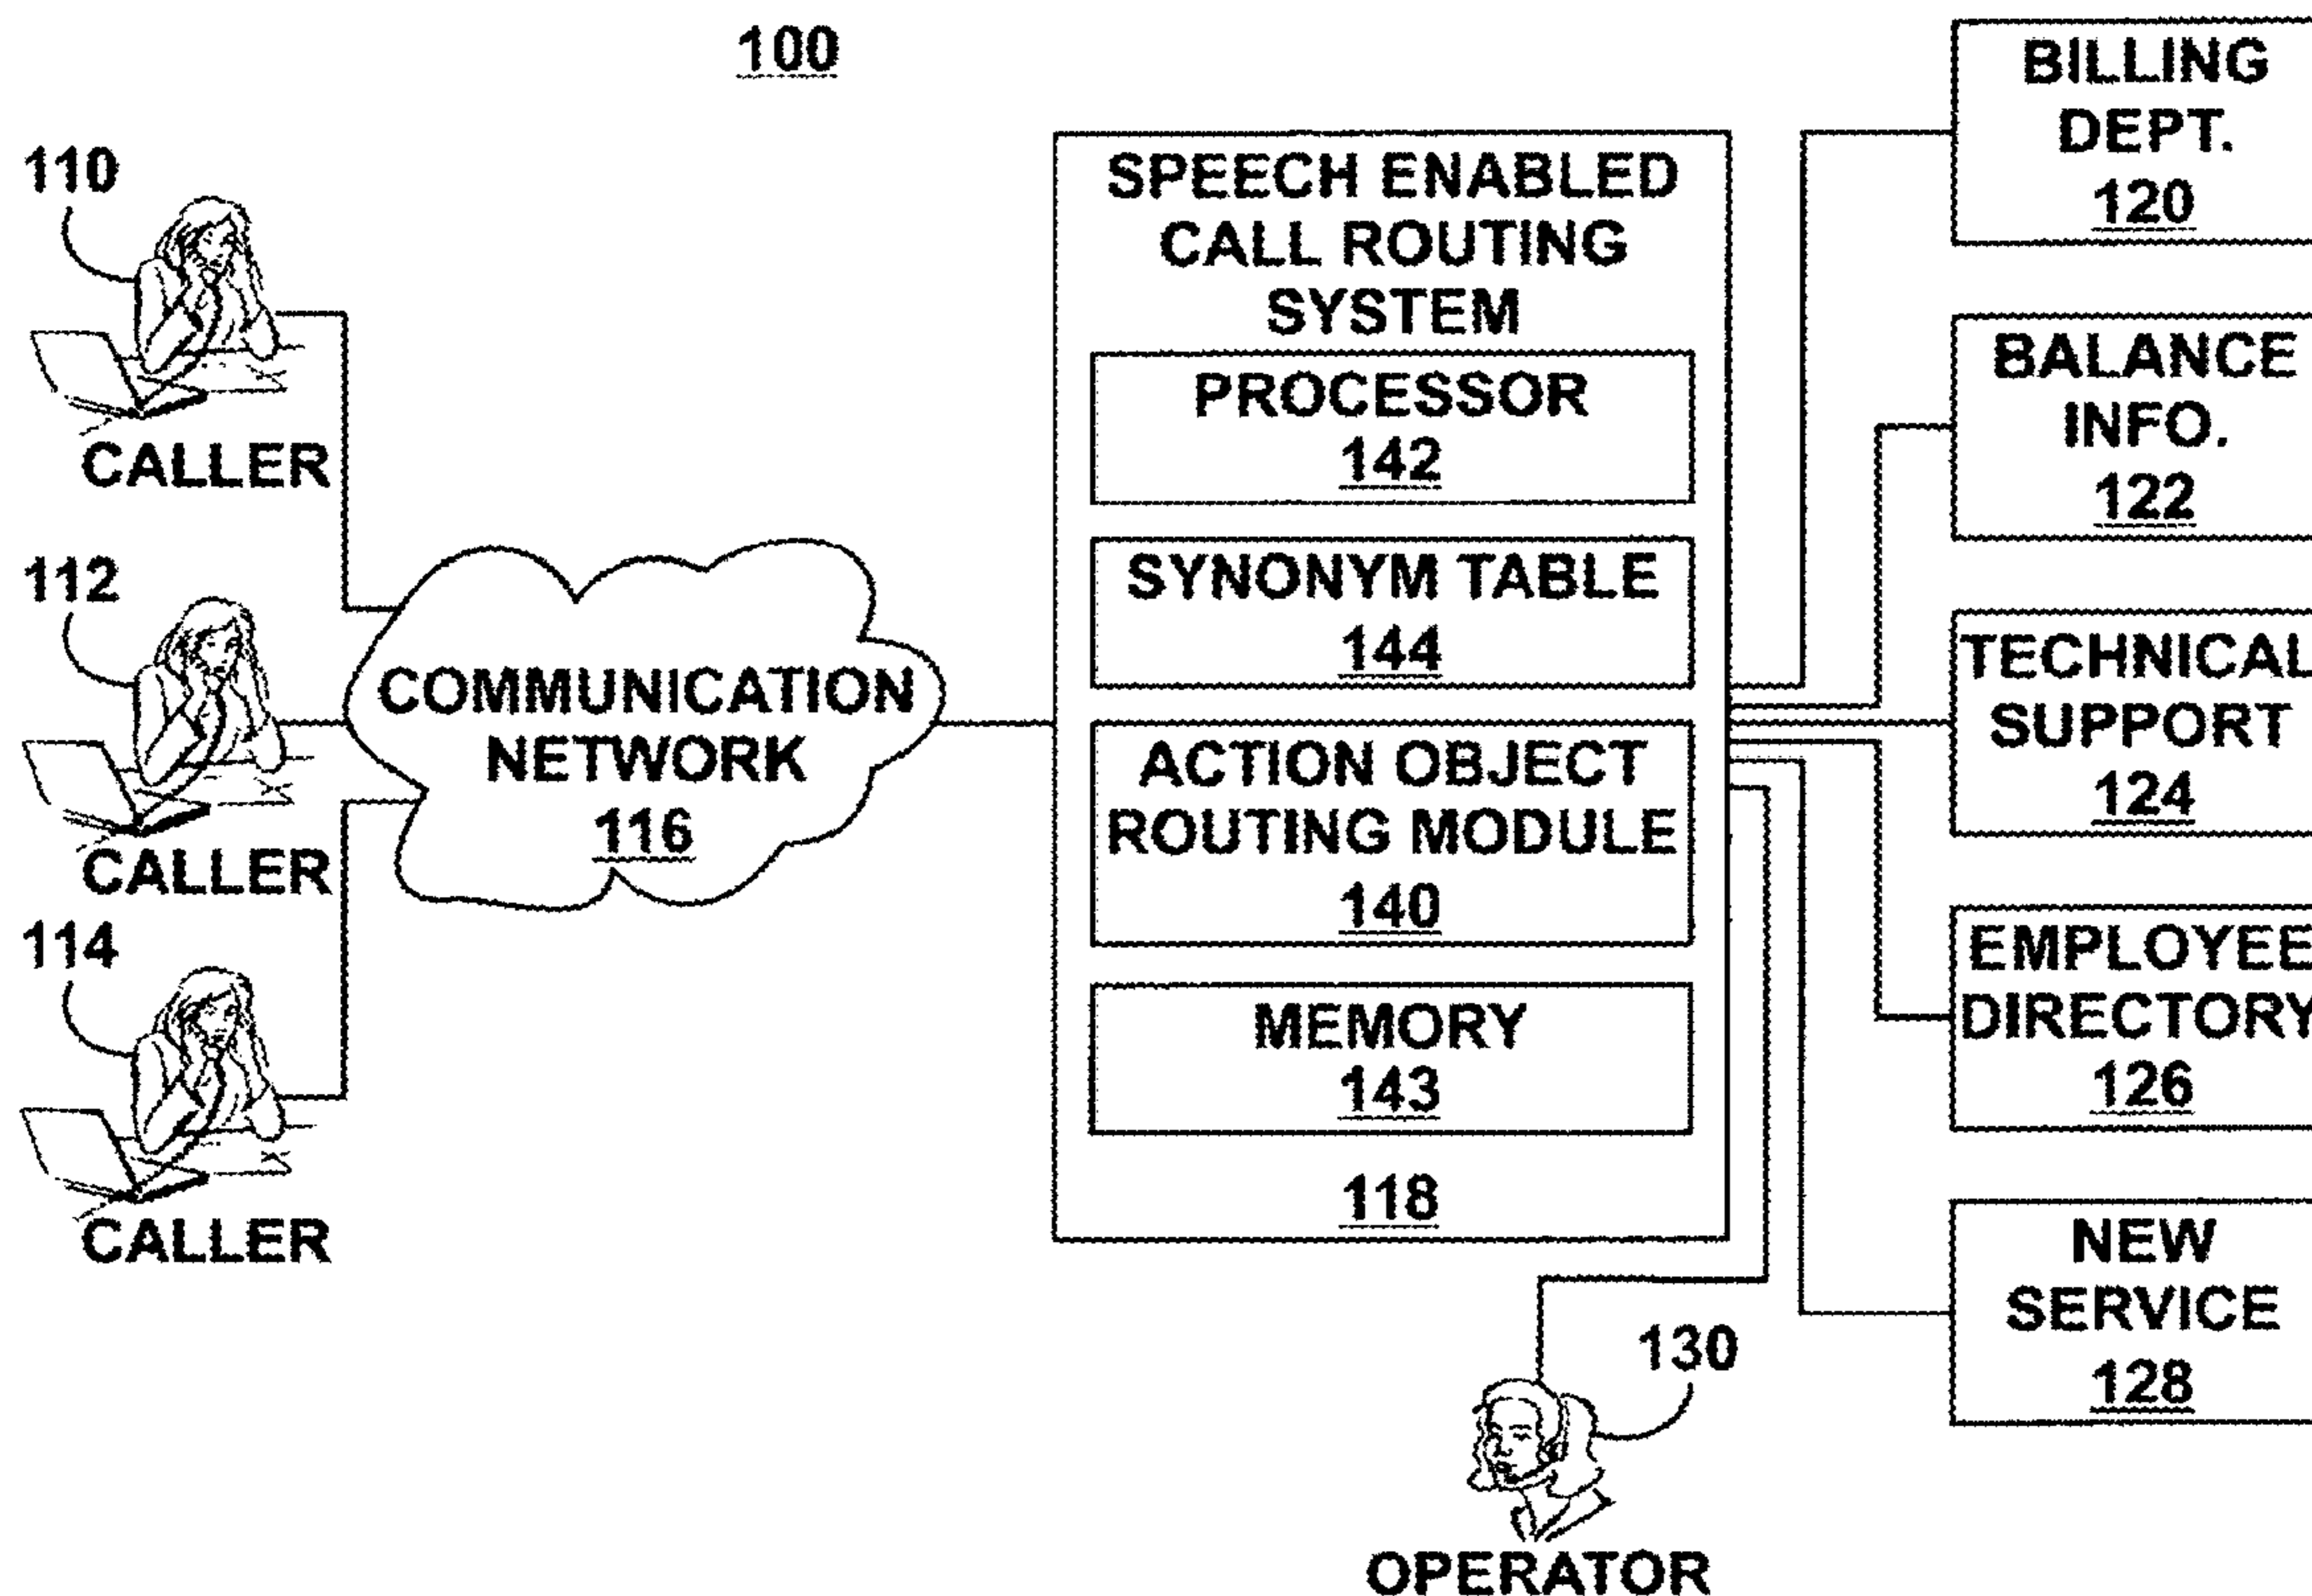 100
110
CALLER
112
CALLER
114
CALLER
COMMUNICATION
NETWORK
116
SPEECH ENABLED
CALL ROUTING
SYSTEM
PROCESSOR
142
SYNONYM TABLE
144
ACTION OBJECT
ROUTING MODULE
140
MEMORY
143
118
BILLING
DEPT.
120
BALANCE
INFO.
122
TECHNICAL
SUPPORT
124
EMPLOYEE
DIRECTORY
126
NEW
SERVICE
128
130
OPERATOR